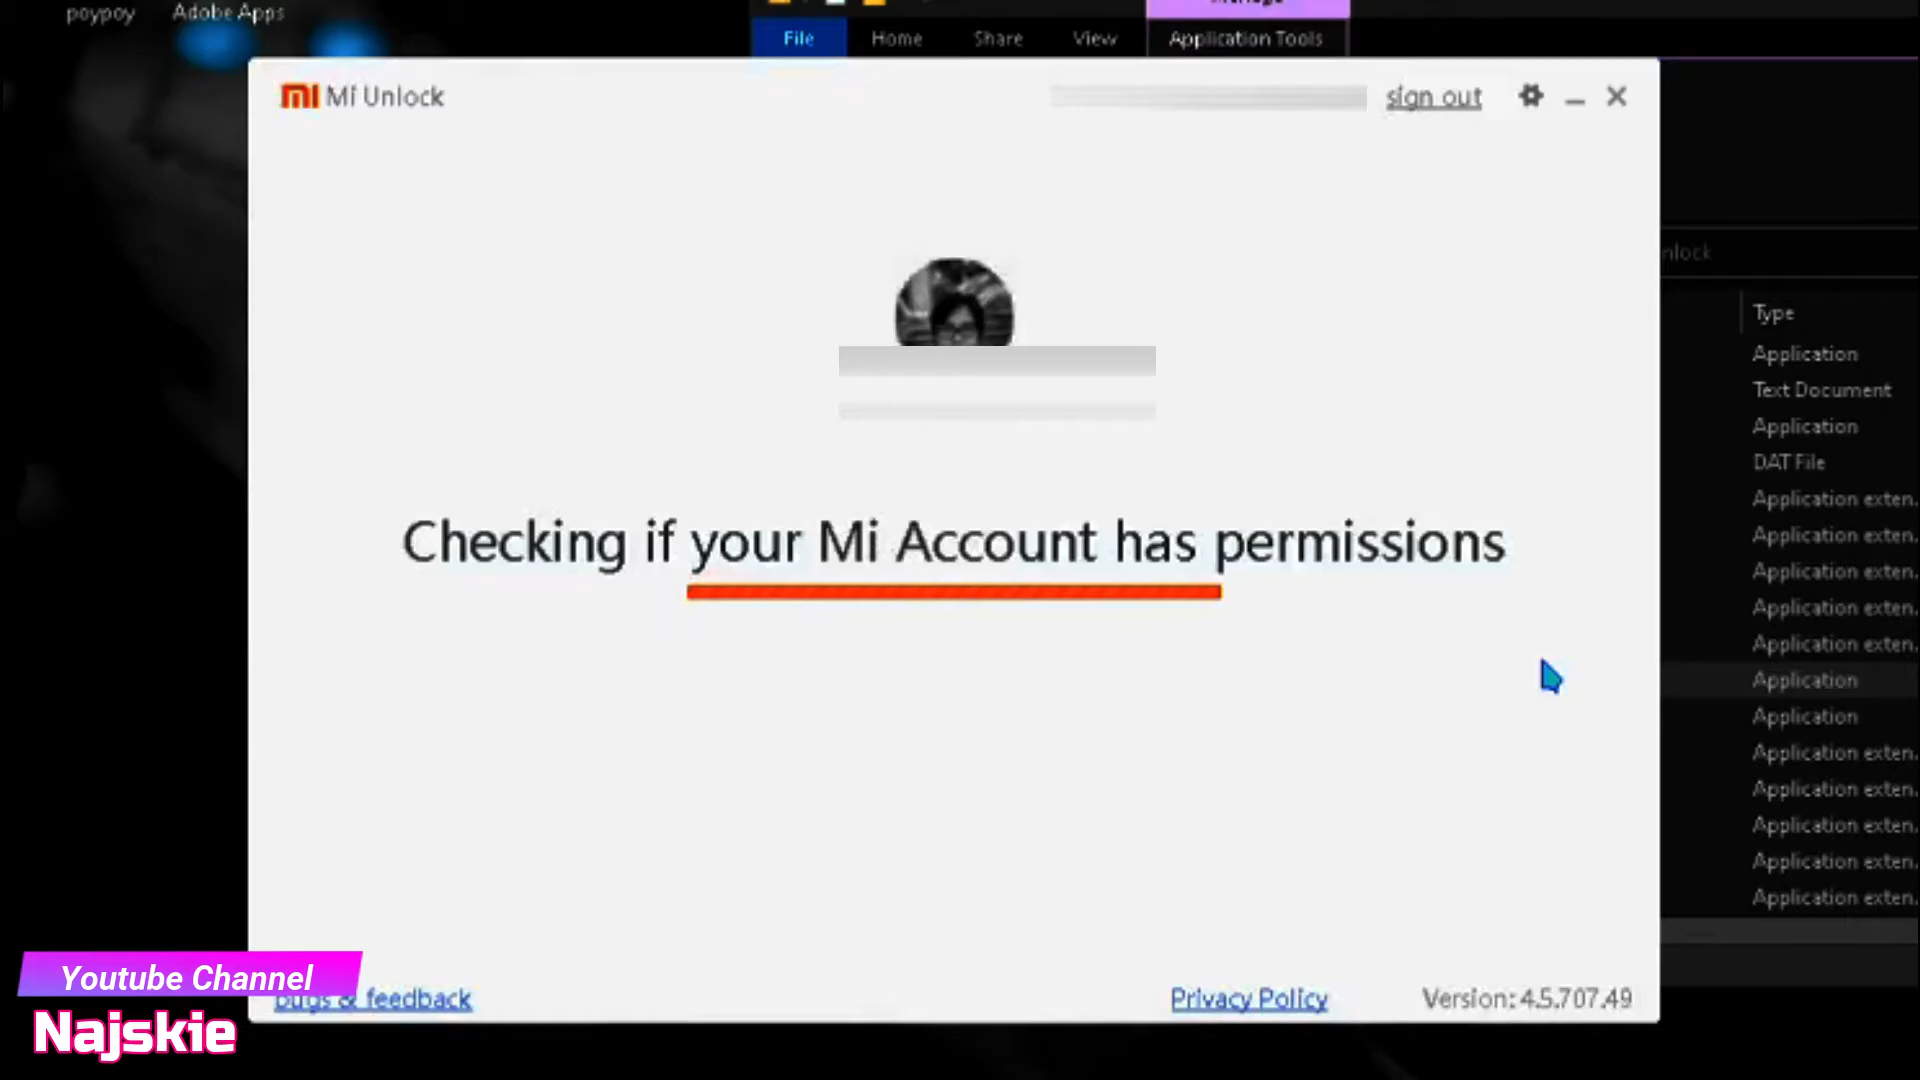 poypoy
Adobe Apps
File
Home
Share
View
Application Tools
Mi Unlock
sign out
Type
Application
Text Document
Application
DAT File
Application exten.
Application exten.
Application exten.
Application exten.
Application exten.
Application
Application
Application exten.
Application exten.
Application exten.
Application exten.
Application exten.
Checking if your Mi Account has permissions
bugs & feedback
Privacy Policy
Version: 4.5.707.49
Youtube Channel
Najskie